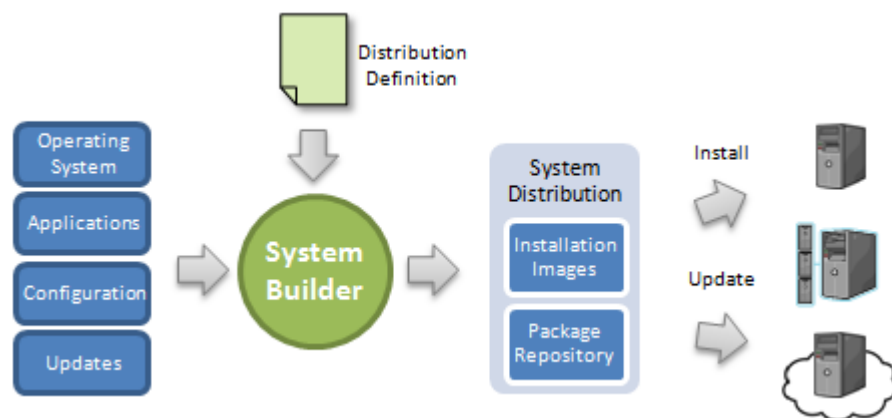 Distribution
Definition
Operating
System
Applications
Configuration
Updates
System
Builder
System
Distribution
Installation
Images
Package
Repository
Install
Update